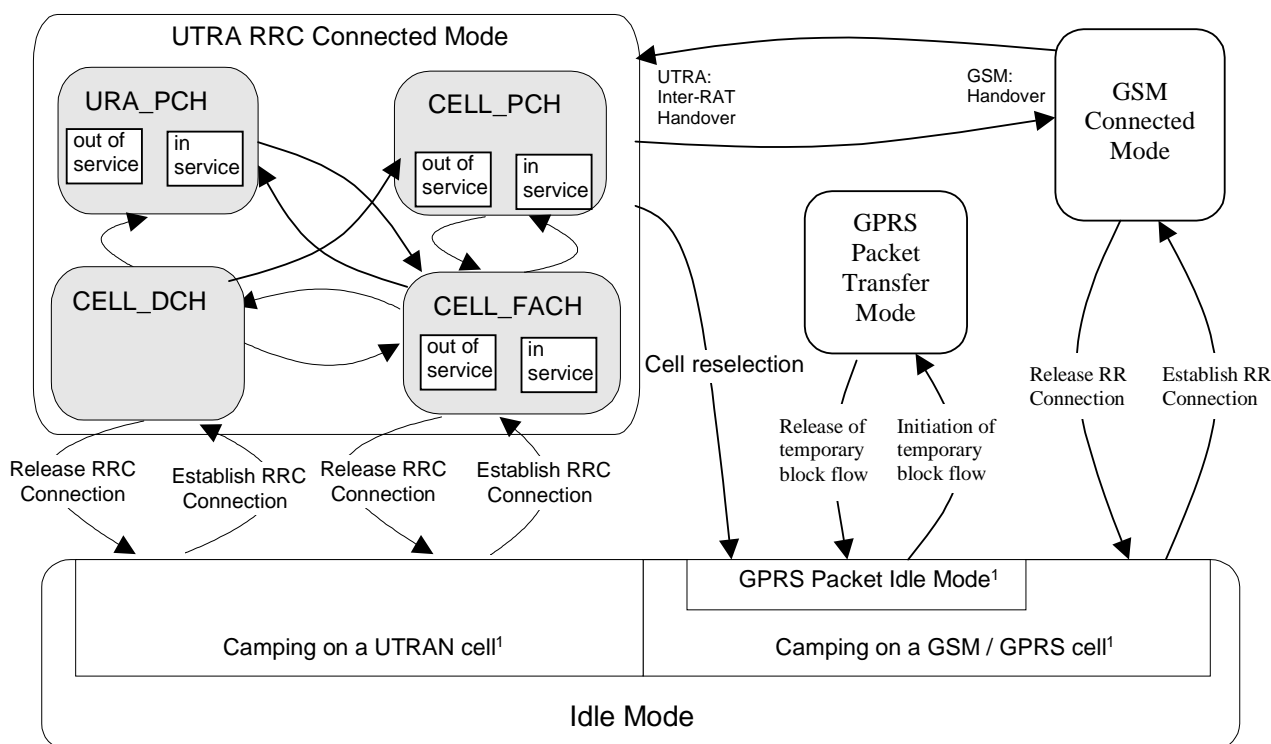 UTRA RRC Connected Mode
URA_PCH
out of
service
in
service
CELL_PCH
out of
service
in
service
CELL_DCH
CELL_FACH
out of
service
in
service
UTRA:
Inter-RAT
Handover
GSM:
Handover
GSM
Connected
Mode
GPRS
Packet
Transfer
Mode
Cell reselection
Release of
temporary
block flow
Initiation of
temporary
block flow
Release RR
Connection
Establish RR
Connection
Release RRC
Connection
Establish RRC
Connection
Release RRC
Connection
Establish RRC
Connection
GPRS Packet Idle Mode¹
Camping on a UTRAN cell¹
Camping on a GSM / GPRS cell¹
Idle Mode